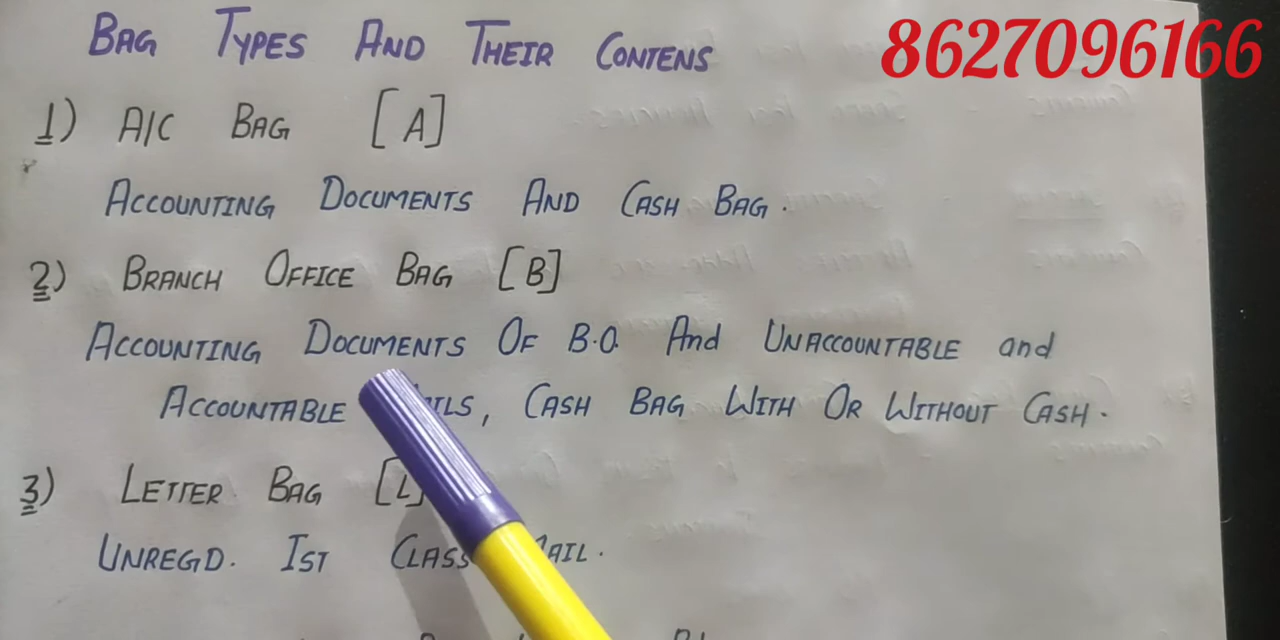 BAG TYPES AND THEIR CONTENS
8627096166
1) A/C BAG [A]
ACCOUNTING DOCUMENTS AND CASH BAG.
2) BRANCH OFFICE BAG [B]
ACCOUNTING DOCUMENTS OF B.O. And UNACCOUNTABLE and
ACCOUNTABLE , CASH BAG WITH OR WITHOUT CASH.
3) LETTER BAG [L]
UNREGD. IST CLASS